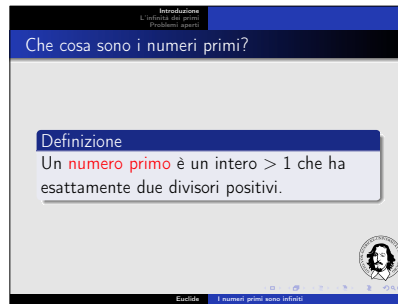 Introduzione
L'infinità dei primi
Problemi aperti
Che cosa sono i numeri primi?
Definizione
Un numero primo è un intero > 1 che ha
esattamente due divisori positivi.
Euclide
I numeri primi sono infiniti